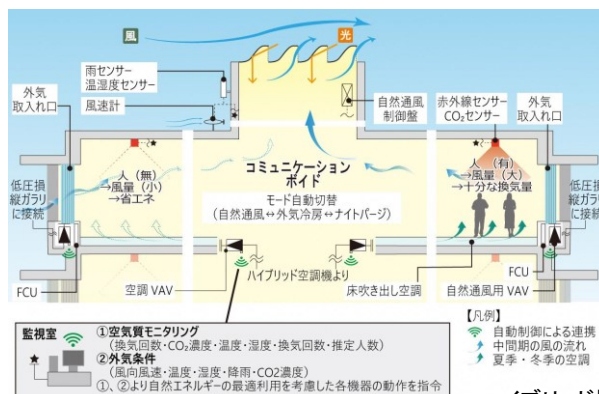 風
光
雨センサー
温湿度センサー
風速計
外気
取入れ口
自然通風
制御盤
赤外線センサー
CO₂センサー
外気
取入れ口
人（無）
→風量（小）
→省エネ
コミュニケーション
ボイド
モード自動切替
（自然通風↔外気冷房↔ナイトパージ）
人（有）
→風量（大）
→十分な換気量
低圧損
縦ガラリ
に接続
低圧損
縦ガラリ
に接続
FCU
空調 VAV
ハイブリッド空調機より
床吹き出し空調
FCU
自然通風用 VAV
監視室
①空気質モニタリング
（換気回数・CO₂濃度・温度・湿度・換気回数・推定人数）
②外気条件
（風向風速・温度・湿度・降雨・CO2濃度）
①、②より自然エネルギーの最適利用を考慮した各機器の動作を指令
【凡例】
自動制御による連携
中間期の風の流れ
夏季・冬季の空調